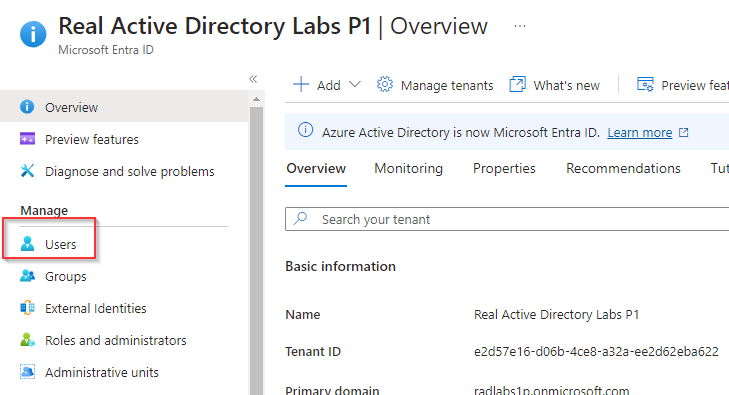 Real Active Directory Labs P1 | Overview ...
Microsoft Entra ID
Overview
Preview features
Diagnose and solve problems
Manage
Users
Groups
External Identities
Roles and administrators
Administrative units
Add Manage tenants What's new Preview feat
Azure Active Directory is now Microsoft Entra ID. Learn more
Overview Monitoring Properties Recommendations Tut
Search your tenant
Basic information
Name Real Active Directory Labs P1
Tenant ID e2d57e16-d06b-4ce8-a32a-ee2d62eba622
Primary domain radlabs1p.onmicrosoft.com